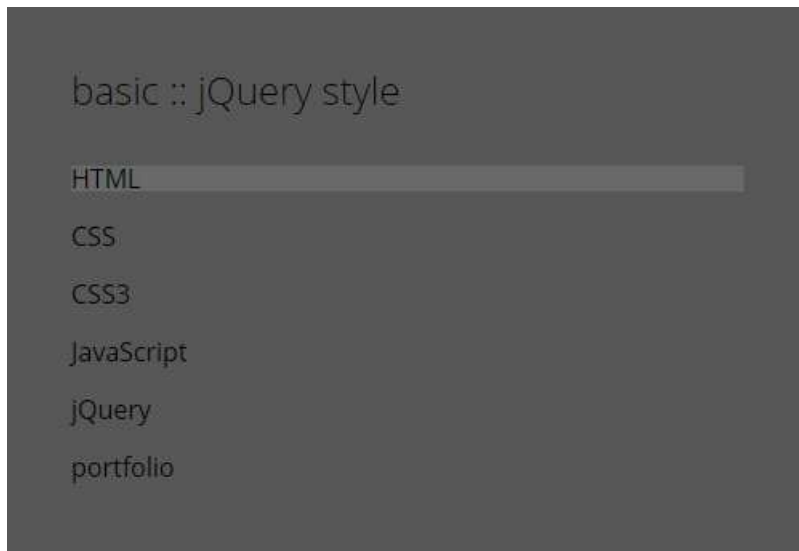 basic :: jQuery style
HTML
CSS
CSS3
JavaScript
jQuery
portfolio